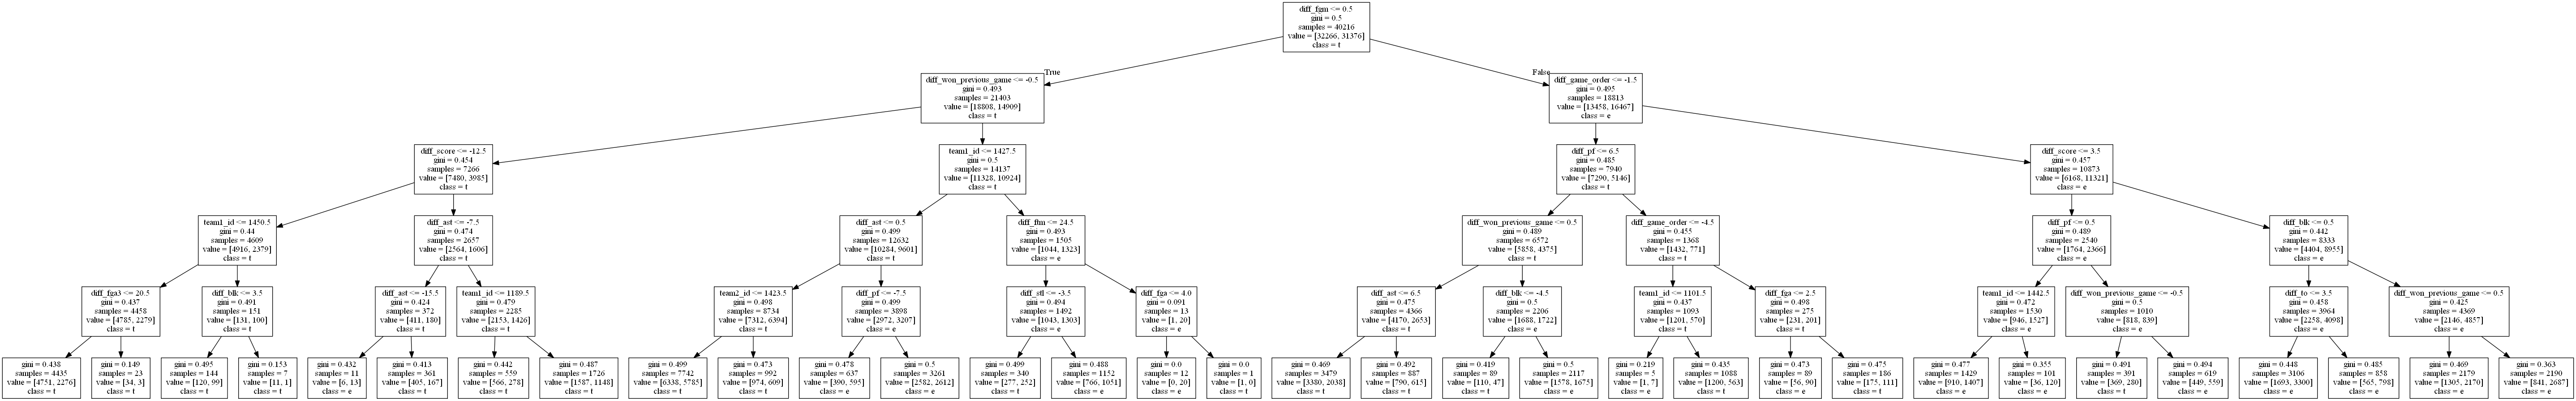 diff_fgm <= 0.5
gini = 0.5
samples = 40216
value = [32266, 31376]
class = t
True
False
diff_won_previous_game <= -0.5
gini = 0.493
samples = 21403
value = [18808, 14909]
class = t
diff_game_order <= -1.5
gini = 0.495
samples = 18813
value = [13458, 16467]
class = e
diff_score <= -12.5
gini = 0.454
samples = 7266
value = [7480, 3985]
class = t
team1_id <= 1427.5
gini = 0.5
samples = 14137
value = [11328, 10924]
class = t
diff_pf <= 6.5
gini = 0.485
samples = 7940
value = [7290, 5146]
class = t
diff_score <= 3.5
gini = 0.457
samples = 10873
value = [6168, 11321]
class = e
team1_id <= 1450.5
gini = 0.44
samples = 4609
value = [4916, 2379]
class = t
diff_ast <= -7.5
gini = 0.474
samples = 2657
value = [2564, 1606]
class = t
diff_ast <= 0.5
gini = 0.499
samples = 12632
value = [10284, 9601]
class = t
diff_ftm <= 24.5
gini = 0.493
samples = 1505
value = [1044, 1323]
class = e
diff_won_previous_game <= 0.5
gini = 0.489
samples = 6572
value = [5858, 4375]
class = t
diff_game_order <= -4.5
gini = 0.455
samples = 1368
value = [1432, 771]
class = t
diff_pf <= 0.5
gini = 0.489
samples = 2540
value = [1764, 2366]
class = e
diff_blk <= 0.5
gini = 0.442
samples = 8333
value = [4404, 8955]
class = e
diff_fga3 <= 20.5
gini = 0.437
samples = 4458
value = [4785, 2279]
class = t
diff_blk <= 3.5
gini = 0.491
samples = 151
value = [131, 100]
class = t
diff_ast <= -15.5
gini = 0.424
samples = 372
value = [411, 180]
class = t
team1_id <= 1189.5
gini = 0.479
samples = 2285
value = [2153, 1426]
class = t
team2_id <= 1423.5
gini = 0.498
samples = 8734
value = [7312, 6394]
class = t
diff_pf <= -7.5
gini = 0.499
samples = 3898
value = [2972, 3207]
class = e
diff_stl <= -3.5
gini = 0.494
samples = 1492
value = [1043, 1303]
class = e
diff_fga <= 4.0
gini = 0.091
samples = 13
value = [1, 20]
class = e
diff_ast <= 6.5
gini = 0.475
samples = 4366
value = [4170, 2653]
class = t
diff_blk <= -4.5
gini = 0.5
samples = 2206
value = [1688, 1722]
class = e
team1_id <= 1101.5
gini = 0.437
samples = 1093
value = [1201, 570]
class = t
diff_fga <= 2.5
gini = 0.498
samples = 275
value = [231, 201]
class = t
team1_id <= 1442.5
gini = 0.472
samples = 1530
value = [946, 1527]
class = e
diff_won_previous_game <= -0.5
gini = 0.5
samples = 1010
value = [818, 839]
class = e
diff_to <= 3.5
gini = 0.458
samples = 3964
value = [2258, 4098]
class = e
diff_won_previous_game <= 0.5
gini = 0.425
samples = 4369
value = [2146, 4857]
class = e
gini = 0.438
samples = 4435
value = [4751, 2276]
class = t
gini = 0.149
samples = 23
value = [34, 3]
class = t
gini = 0.495
samples = 144
value = [120, 99]
class = t
gini = 0.153
samples = 7
value = [11, 1]
class = t
gini = 0.432
samples = 11
value = [6, 13]
class = e
gini = 0.413
samples = 361
value = [405, 167]
class = t
gini = 0.442
samples = 559
value = [566, 278]
class = t
gini = 0.487
samples = 1726
value = [1587, 1148]
class = t
gini = 0.499
samples = 7742
value = [6338, 5785]
class = t
gini = 0.473
samples = 992
value = [974, 609]
class = t
gini = 0.478
samples = 637
value = [390, 595]
class = e
gini = 0.5
samples = 3261
value = [2582, 2612]
class = e
gini = 0.499
samples = 340
value = [277, 252]
class = t
gini = 0.488
samples = 1152
value = [766, 1051]
class = e
gini = 0.0
samples = 12
value = [0, 20]
class = e
gini = 0.0
samples = 1
value = [1, 0]
class = t
gini = 0.469
samples = 3479
value = [3380, 2038]
class = t
gini = 0.492
samples = 887
value = [790, 615]
class = t
gini = 0.419
samples = 89
value = [110, 47]
class = t
gini = 0.5
samples = 2117
value = [1578, 1675]
class = e
gini = 0.219
samples = 5
value = [1, 7]
class = e
gini = 0.435
samples = 1088
value = [1200, 563]
class = t
gini = 0.473
samples = 89
value = [56, 90]
class = e
gini = 0.475
samples = 186
value = [175, 111]
class = t
gini = 0.477
samples = 1429
value = [910, 1407]
class = e
gini = 0.355
samples = 101
value = [36, 120]
class = e
gini = 0.491
samples = 391
value = [369, 280]
class = t
gini = 0.494
samples = 619
value = [449, 559]
class = e
gini = 0.448
samples = 3106
value = [1693, 3300]
class = e
gini = 0.485
samples = 858
value = [565, 798]
class = e
gini = 0.469
samples = 2179
value = [1305, 2170]
class = e
gini = 0.363
samples = 2190
value = [841, 2687]
class = e